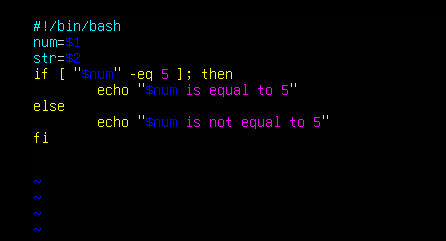 #!/bin/bash
num=$1
str=$2
if [ "$num" -eq 5 ]; then
        echo "$num is equal to 5"
else
        echo "$num is not equal to 5"
fi
~
~
~
~